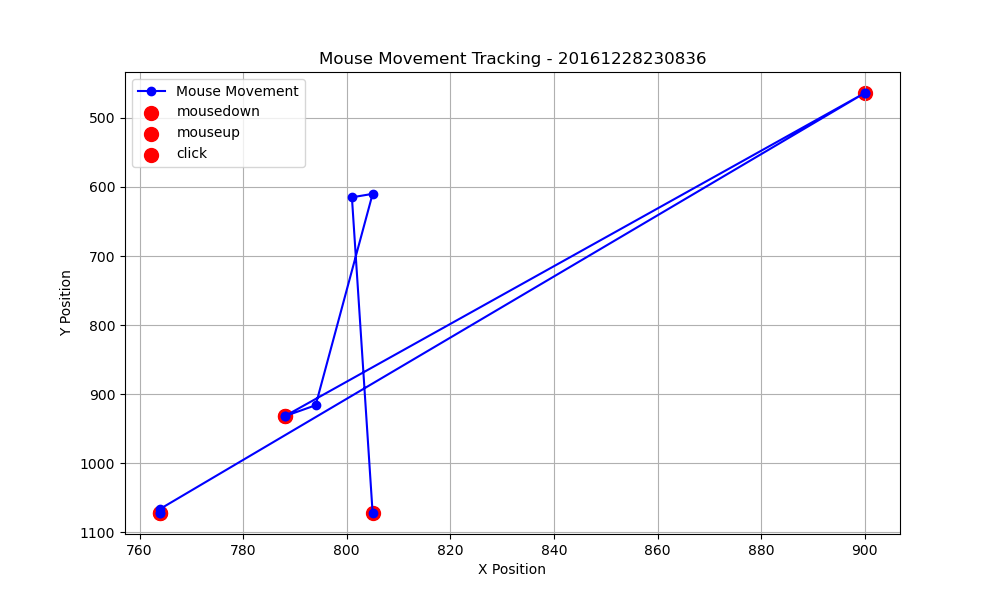 Mouse Movement Tracking - 20161228230836
Mouse Movement
mousedown
mouseup
click
Y Position
500
600
700
800
900
1000
1100
760 780 800 820 840 860 880 900
X Position